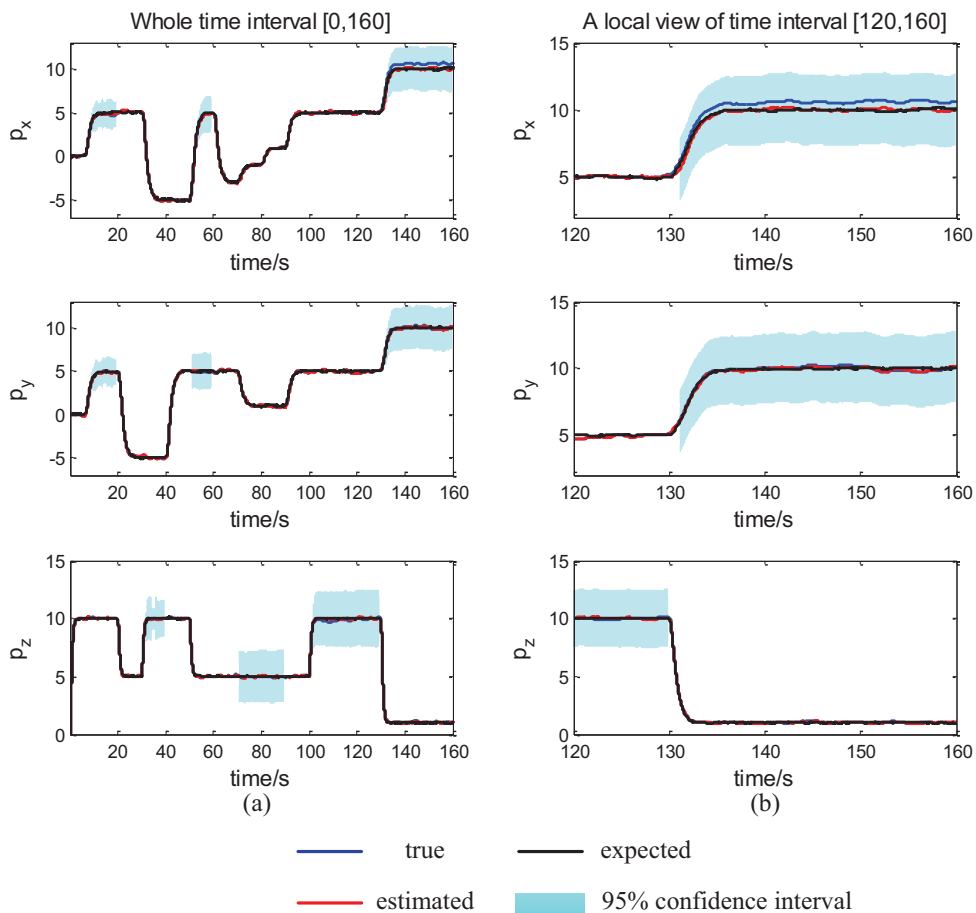 Whole time interval [0,160]
A local view of time interval [120,160]
10
5
0
-5
p_x
20 40 60 80 100 120 140 160
time/s
15
10
5
p_x
120 130 140 150 160
time/s
10
5
0
-5
p_y
20 40 60 80 100 120 140 160
time/s
15
10
5
p_y
120 130 140 150 160
time/s
15
10
5
0
p_z
20 40 60 80 100 120 140 160
time/s
(a)
15
10
5
0
p_z
120 130 140 150 160
time/s
(b)
true
expected
estimated
95% confidence interval